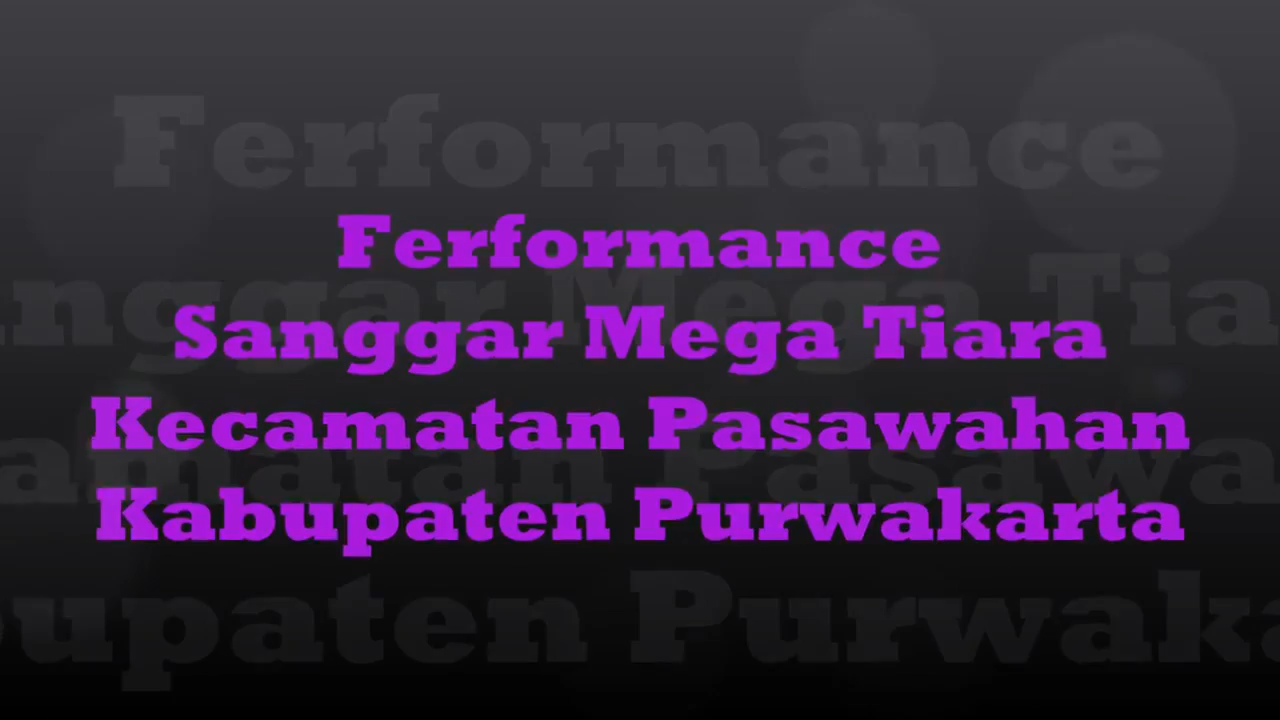 Ferformance
Sanggar Mega Tiara
Kecamatan Pasawahan
Kabupaten Purwakarta